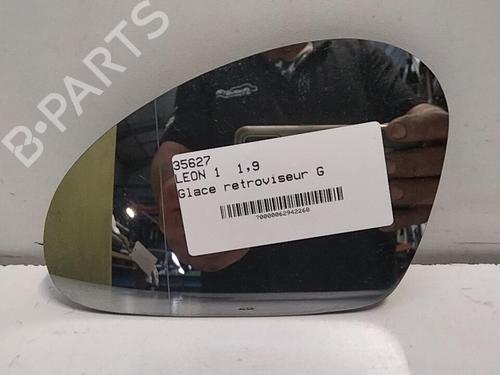 B-PARTS
35627
LEON 1 1,9
Glace retroviseur G
70000062942260